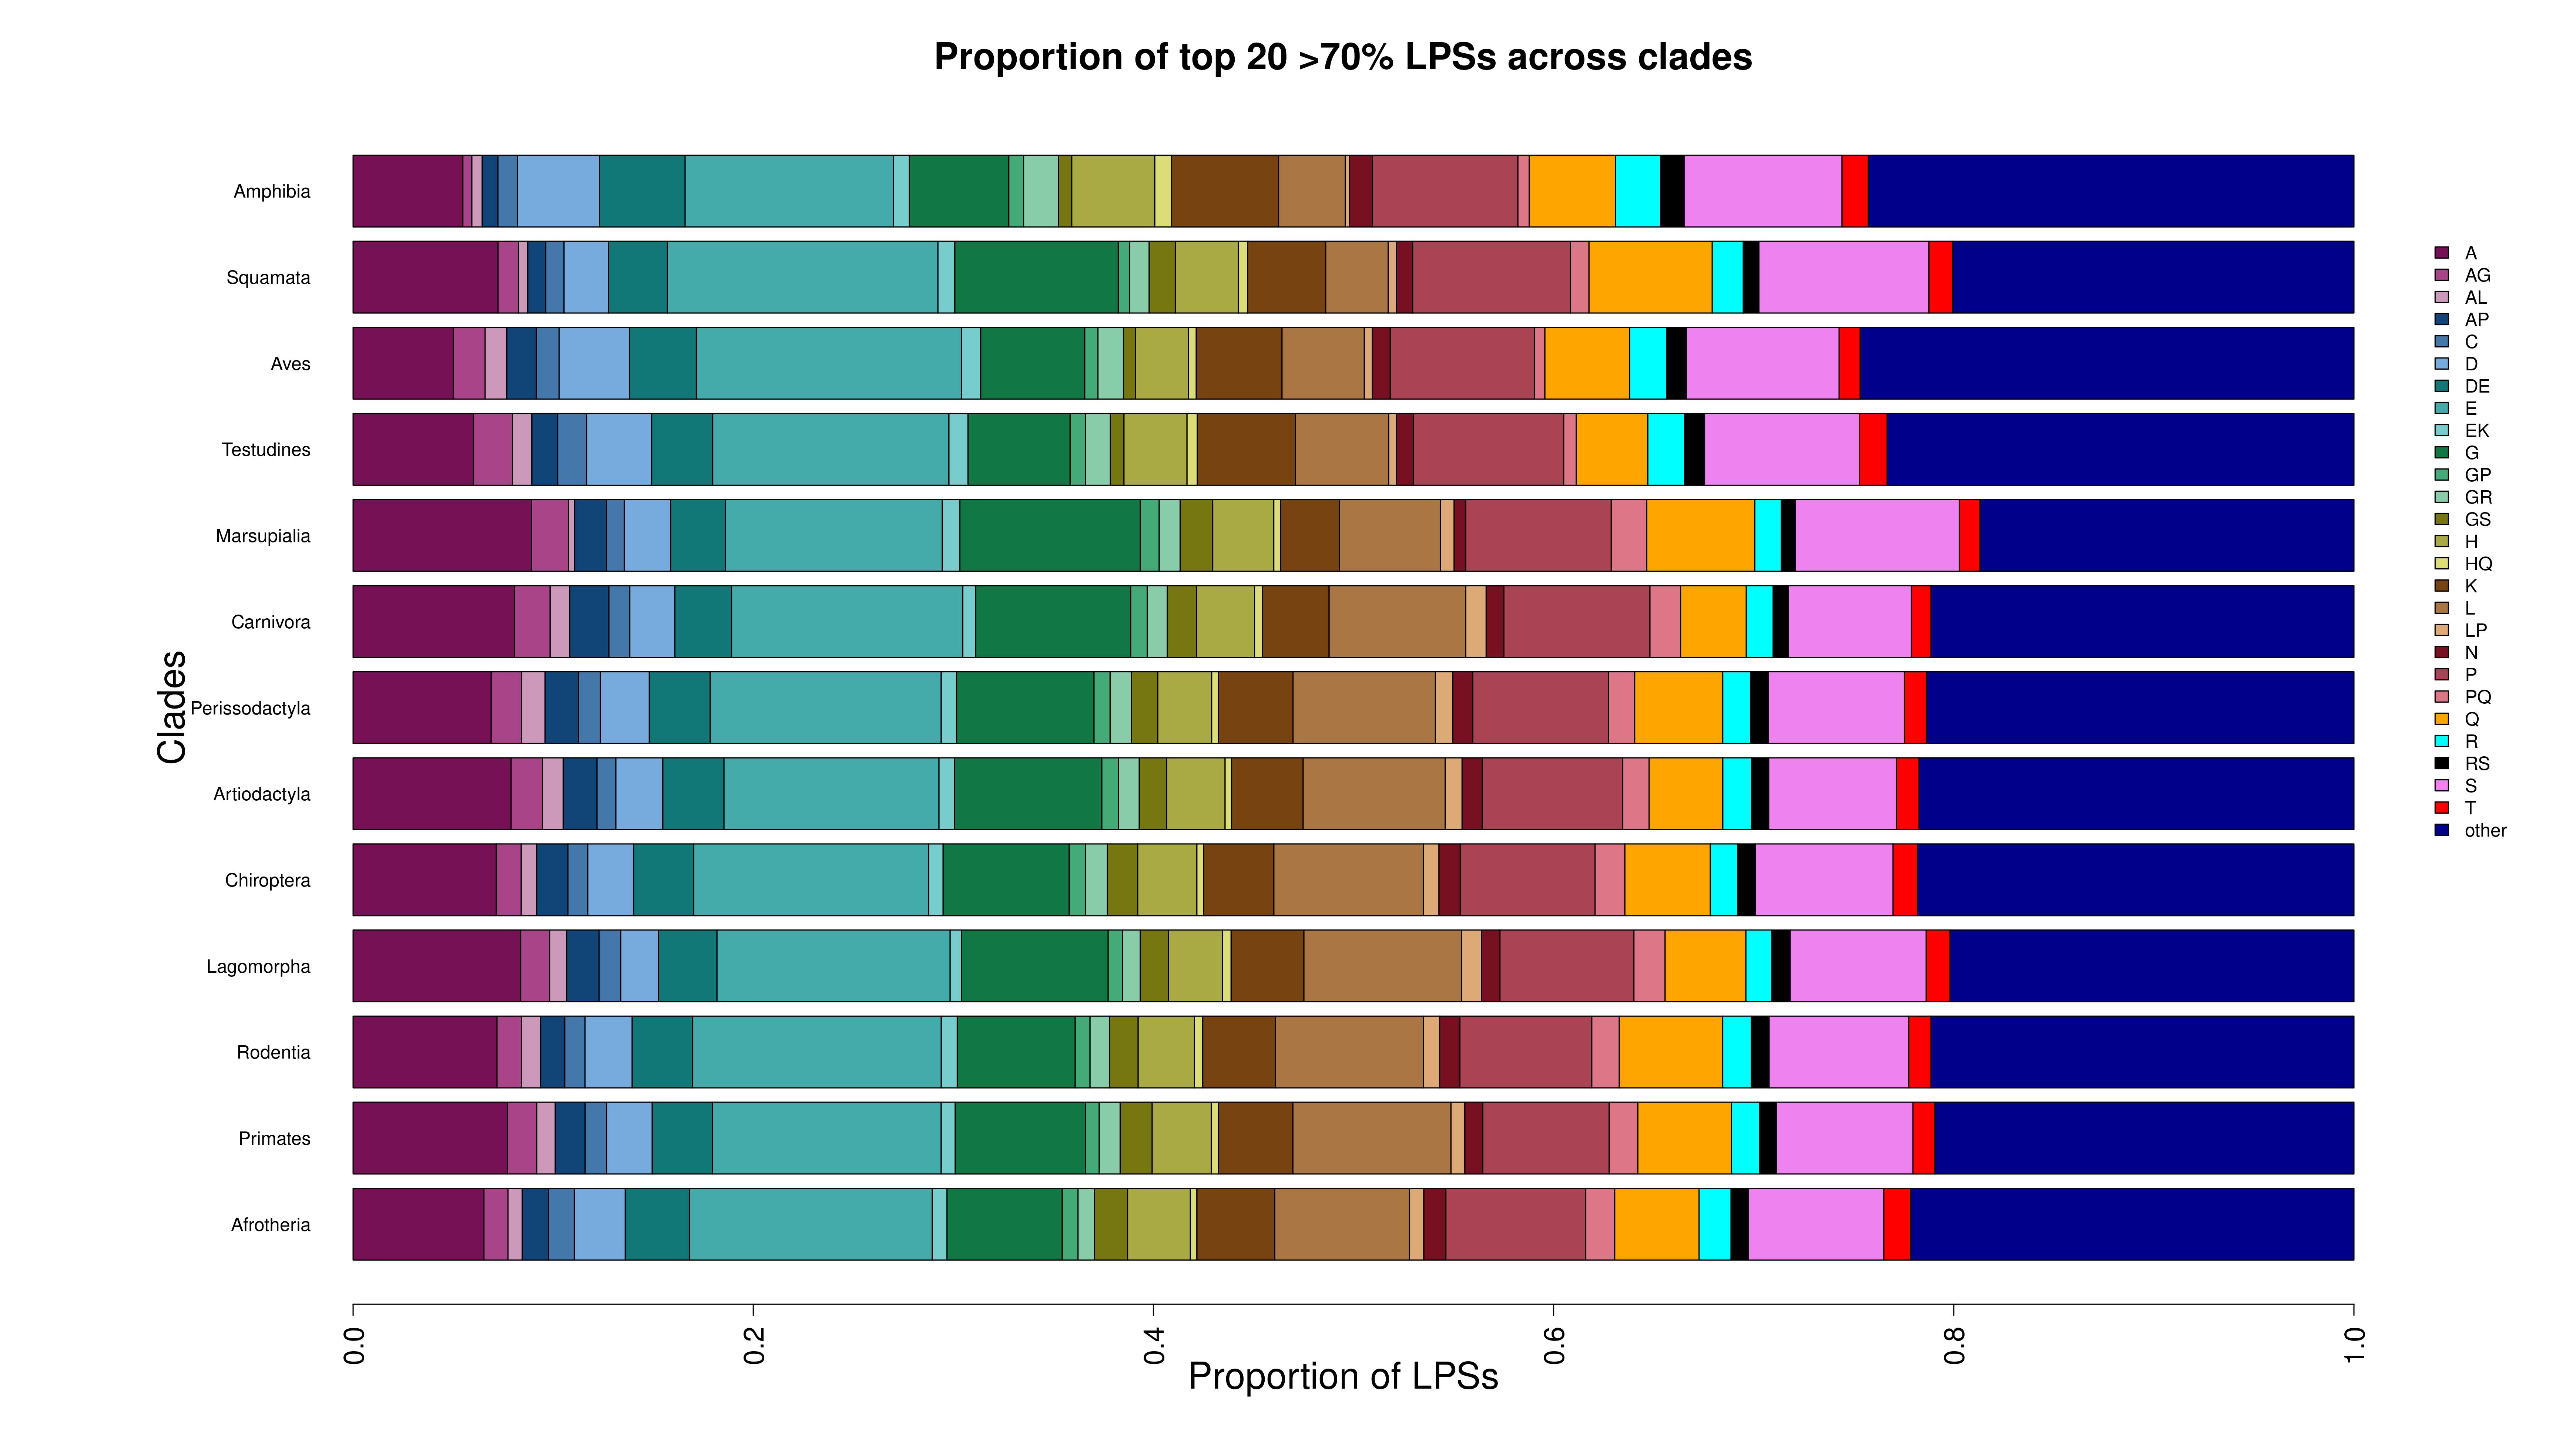 Proportion of top 20 >70% LPSs across clades
Amphibia
Squamata
Aves
Testudines
Marsupialia
Carnivora
Perissodactyla
Artiodactyla
Chiroptera
Lagomorpha
Rodentia
Primates
Afrotheria
Clades
0.0
0.2
0.4
0.6
0.8
1.0
Proportion of LPSs
A
AG
AL
AP
C
D
DE
E
EK
G
GP
GR
GS
H
HQ
K
L
LP
N
P
PQ
Q
R
RS
S
T
other